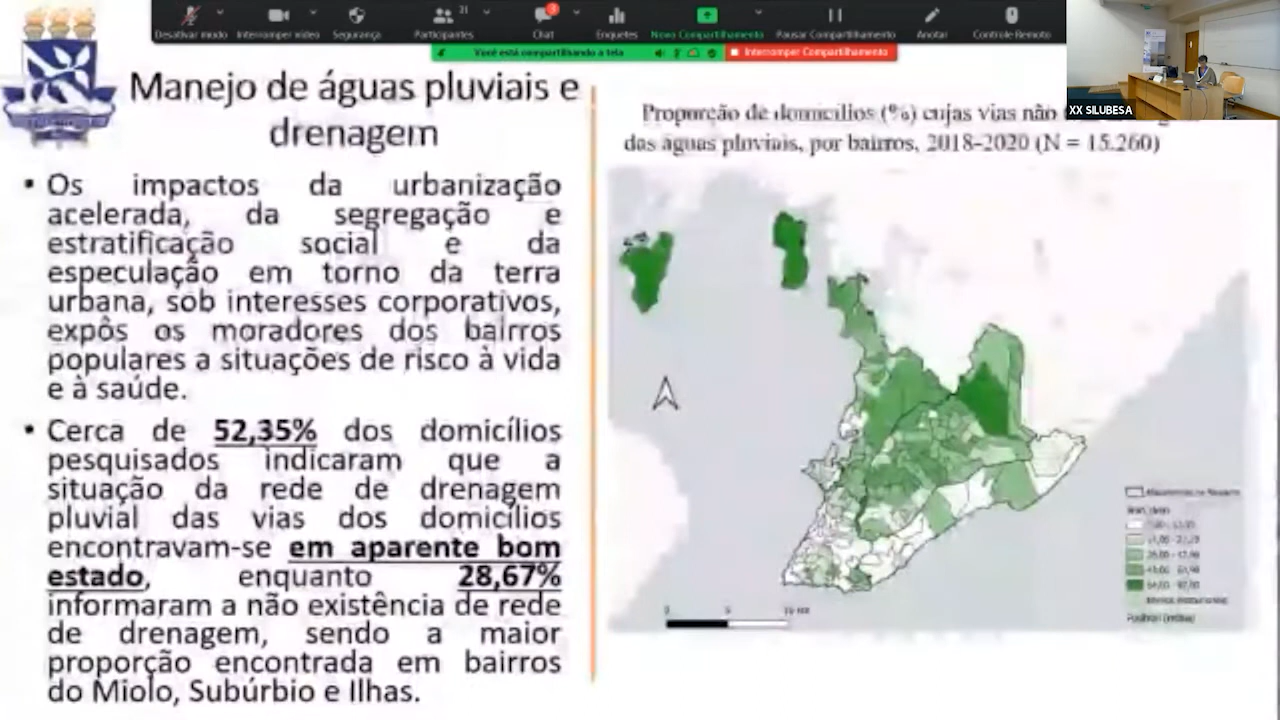 Desativar mudo
Interromper vídeo
Segurança
Participantes
21
Chat
Enquetes
Novo Compartilhamento
Pausar Compartilhamento
Anotar
Controle Remoto
Você está compartilhando a tela
Interromper Compartilhamento
XX SILUBESA
Manejo de águas pluviais e
drenagem
• Os impactos da urbanização
acelerada, da segregação e
estratificação social e da
especulação em torno da terra
urbana, sob interesses corporativos,
expôs os moradores dos bairros
populares a situações de risco à vida
e à saúde.
• Cerca de 52,35% dos domicílios
pesquisados indicaram que a
situação da rede de drenagem
pluvial das vias dos domicílios
encontravam-se em aparente bom
estado, enquanto 28,67%
informaram a não existência de rede
de drenagem, sendo a maior
proporção encontrada em bairros
do Miolo, Subúrbio e Ilhas.
Proporção de domicílios (%) cujas vias não
das águas pluviais, por bairros, 2018-2020 (N = 15.260)